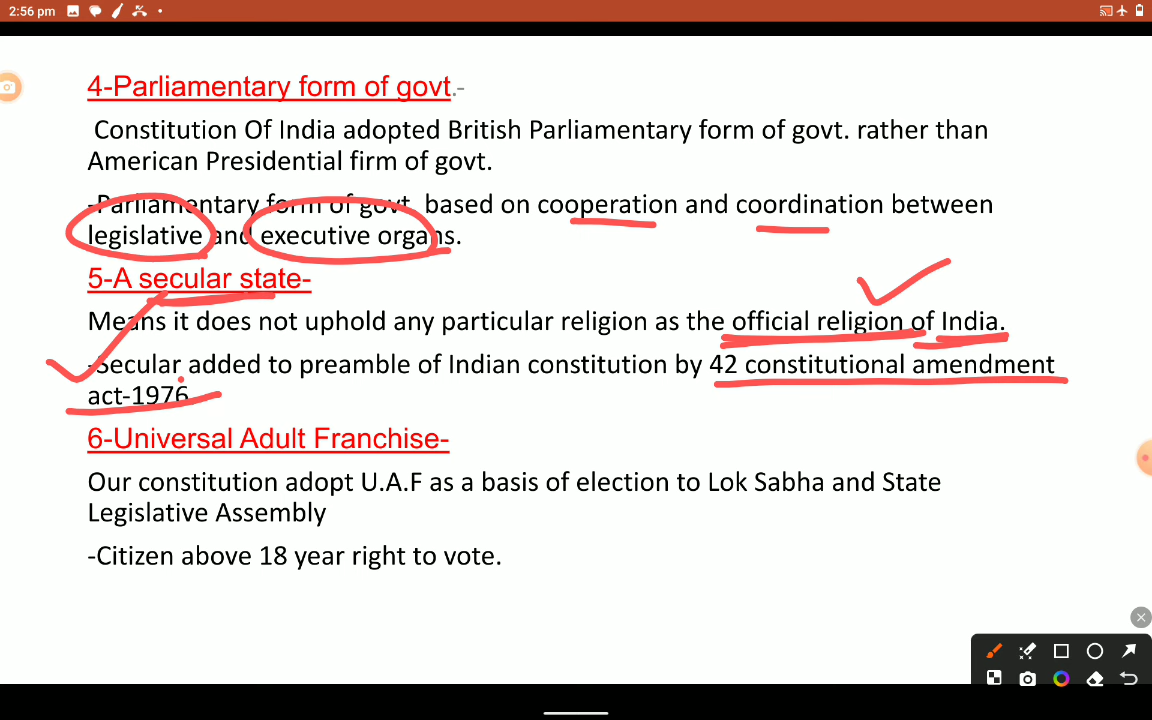 2:56 pm
4-Parliamentary form of govt.-
Constitution Of India adopted British Parliamentary form of govt. rather than
American Presidential firm of govt.
-Parliamentary form of govt. based on cooperation and coordination between
legislative and executive organs.
5-A secular state-
Means it does not uphold any particular religion as the official religion of India.
-Secular added to preamble of Indian constitution by 42 constitutional amendment
act-1976
6-Universal Adult Franchise-
Our constitution adopt U.A.F as a basis of election to Lok Sabha and State
Legislative Assembly
-Citizen above 18 year right to vote.